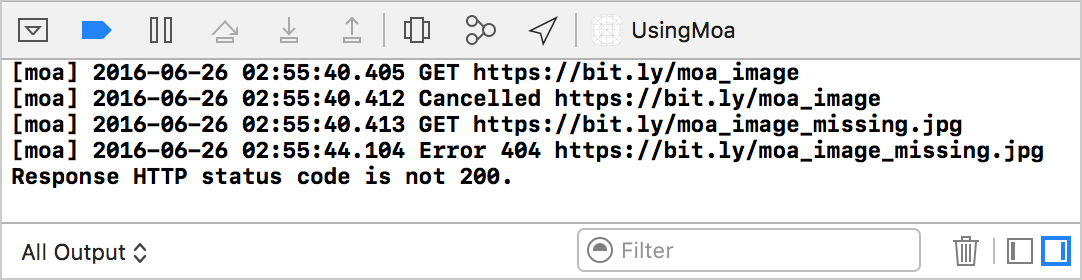 UsingMoa
[moa] 2016-06-26 02:55:40.405 GET https://bit.ly/moa_image
[moa] 2016-06-26 02:55:40.412 Cancelled https://bit.ly/moa_image
[moa] 2016-06-26 02:55:40.413 GET https://bit.ly/moa_image_missing.jpg
[moa] 2016-06-26 02:55:44.104 Error 404 https://bit.ly/moa_image_missing.jpg
Response HTTP status code is not 200.
All Output
Filter